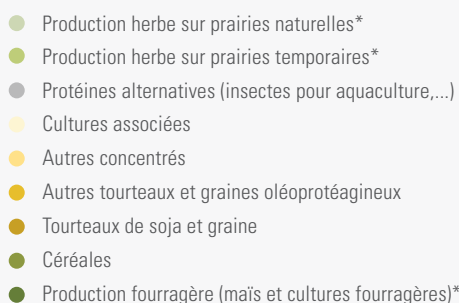 Production herbe sur prairies naturelles*
Production herbe sur prairies temporaires*
Protéines alternatives (insectes pour aquaculture,...)
Cultures associées
Autres concentrés
Autres tourteaux et graines oléoprotéagineux
Tourteaux de soja et graine
Céréales
Production fourragère (maïs et cultures fourragères)*